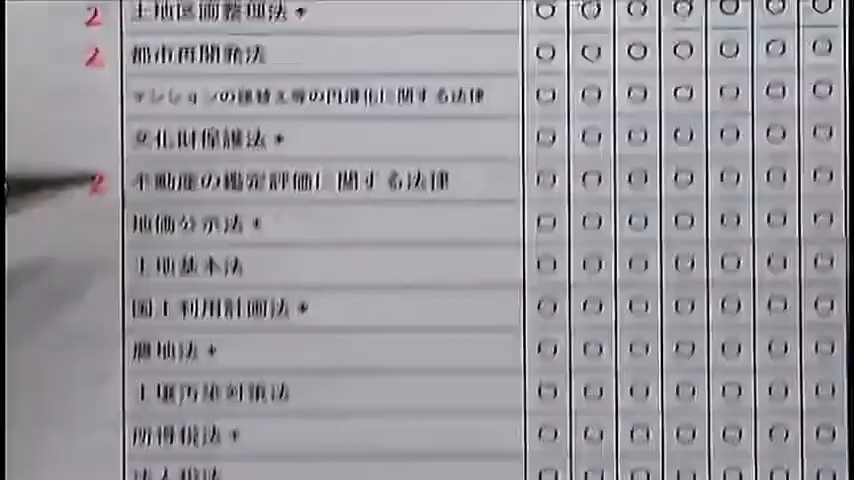 2 土地区画整理法 ◆ ○ ○ ○ ○ ○ ○ ○
2 都市再開発法 ○ ○ ○ ○ ○ ○ ○
マンションの建替え等の円滑化に関する法律 ○ ○ ○ ○ ○ ○ ○
文化財保護法 ◆ ○ ○ ○ ○ ○ ○ ○
2 不動産の鑑定評価に関する法律 ○ ○ ○ ○ ○ ○ ○
地価公示法 ◆ ○ ○ ○ ○ ○ ○ ○
土地基本法 ○ ○ ○ ○ ○ ○ ○
国土利用計画法 ◆ ○ ○ ○ ○ ○ ○ ○
農地法 ◆ ○ ○ ○ ○ ○ ○ ○
土壌汚染対策法 ○ ○ ○ ○ ○ ○ ○
所得税法 ◆ ○ ○ ○ ○ ○ ○ ○
法人税法 ○ ○ ○ ○ ○ ○ ○